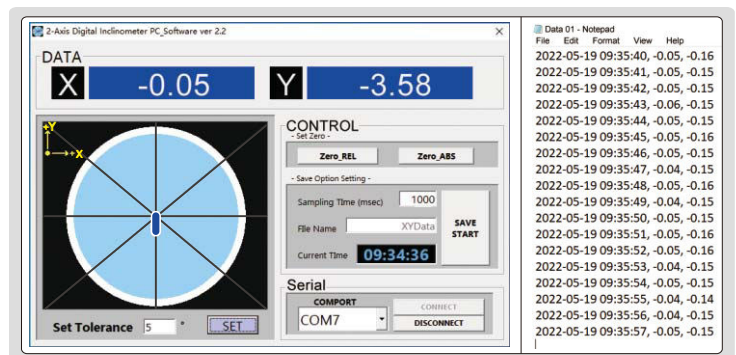 2-Axis Digital Inclinometer PC_Software ver 2.2
DATA
X
-0.05
Y
-3.58
+Y
+X
Set Tolerance
5
°
SET
CONTROL
- Set Zero -
Zero_REL
Zero_ABS
- Save Option Setting -
Sampling TIme (msec)
1000
FIle Name
XYData
Current TIme
09:34:36
SAVE
START
Serial
COMPORT
COM7
CONNECT
DISCONNECT
Data 01 - Notepad
File Edit Format View Help
2022-05-19 09:35:40, -0.05, -0.16
2022-05-19 09:35:41, -0.05, -0.15
2022-05-19 09:35:42, -0.05, -0.15
2022-05-19 09:35:43, -0.06, -0.15
2022-05-19 09:35:44, -0.05, -0.15
2022-05-19 09:35:45, -0.05, -0.16
2022-05-19 09:35:46, -0.05, -0.15
2022-05-19 09:35:47, -0.04, -0.15
2022-05-19 09:35:48, -0.05, -0.16
2022-05-19 09:35:49, -0.04, -0.15
2022-05-19 09:35:50, -0.05, -0.15
2022-05-19 09:35:51, -0.05, -0.16
2022-05-19 09:35:52, -0.05, -0.16
2022-05-19 09:35:53, -0.04, -0.15
2022-05-19 09:35:54, -0.05, -0.15
2022-05-19 09:35:55, -0.04, -0.14
2022-05-19 09:35:56, -0.04, -0.15
2022-05-19 09:35:57, -0.05, -0.15